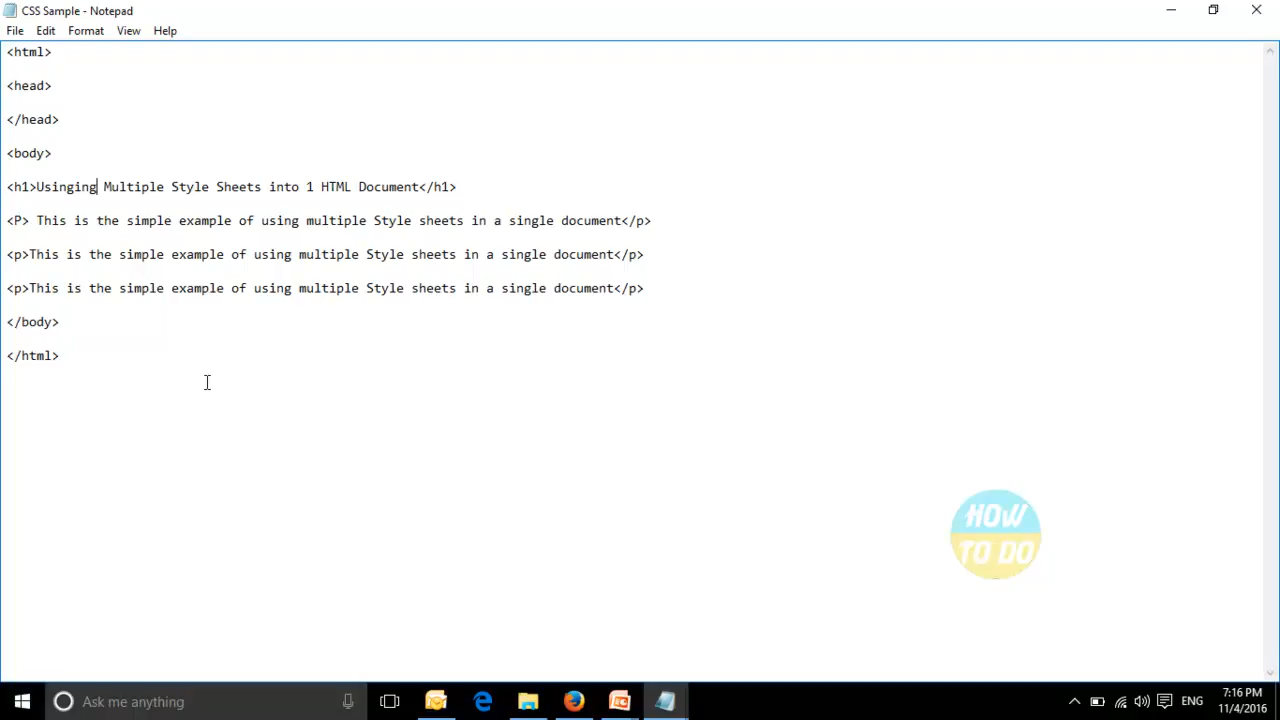 CSS Sample - Notepad
File Edit Format View Help
<html>
<head>
</head>
<body>
<h1>Usinging Multiple Style Sheets into 1 HTML Document</h1>
<P> This is the simple example of using multiple Style sheets in a single document</p>
<p>This is the simple example of using multiple Style sheets in a single document</p>
<p>This is the simple example of using multiple Style sheets in a single document</p>
</body>
</html>
HOW
TO DO
Ask me anything
ENG
7:16 PM
11/4/2016